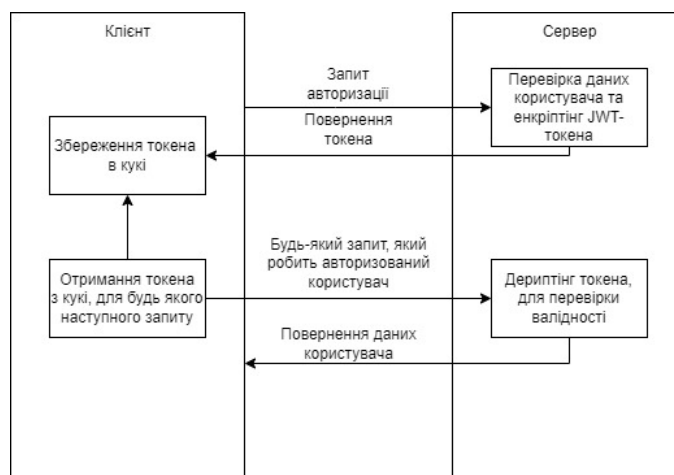 Клієнт
Сервер
Запит
авторизації
Перевірка даних
користувача та
енкріптінг JWT-
токена
Повернення
токена
Збереження токена
в кукі
Будь-який запит, який
робить авторизований
користувач
Отримання токена
з кукі, для будь якого
наступного запиту
Дериптінг токена,
для перевірки
валідності
Повернення даних
користувача